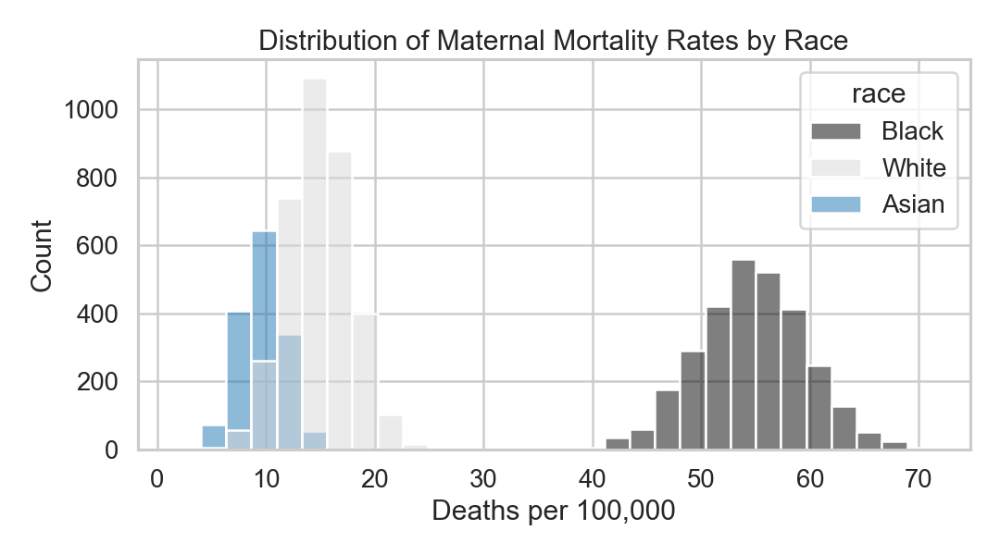 Distribution of Maternal Mortality Rates by Race
race
Black
White
Asian
Count
1000
800
600
400
200
0
0 10 20 30 40 50 60 70
Deaths per 100,000